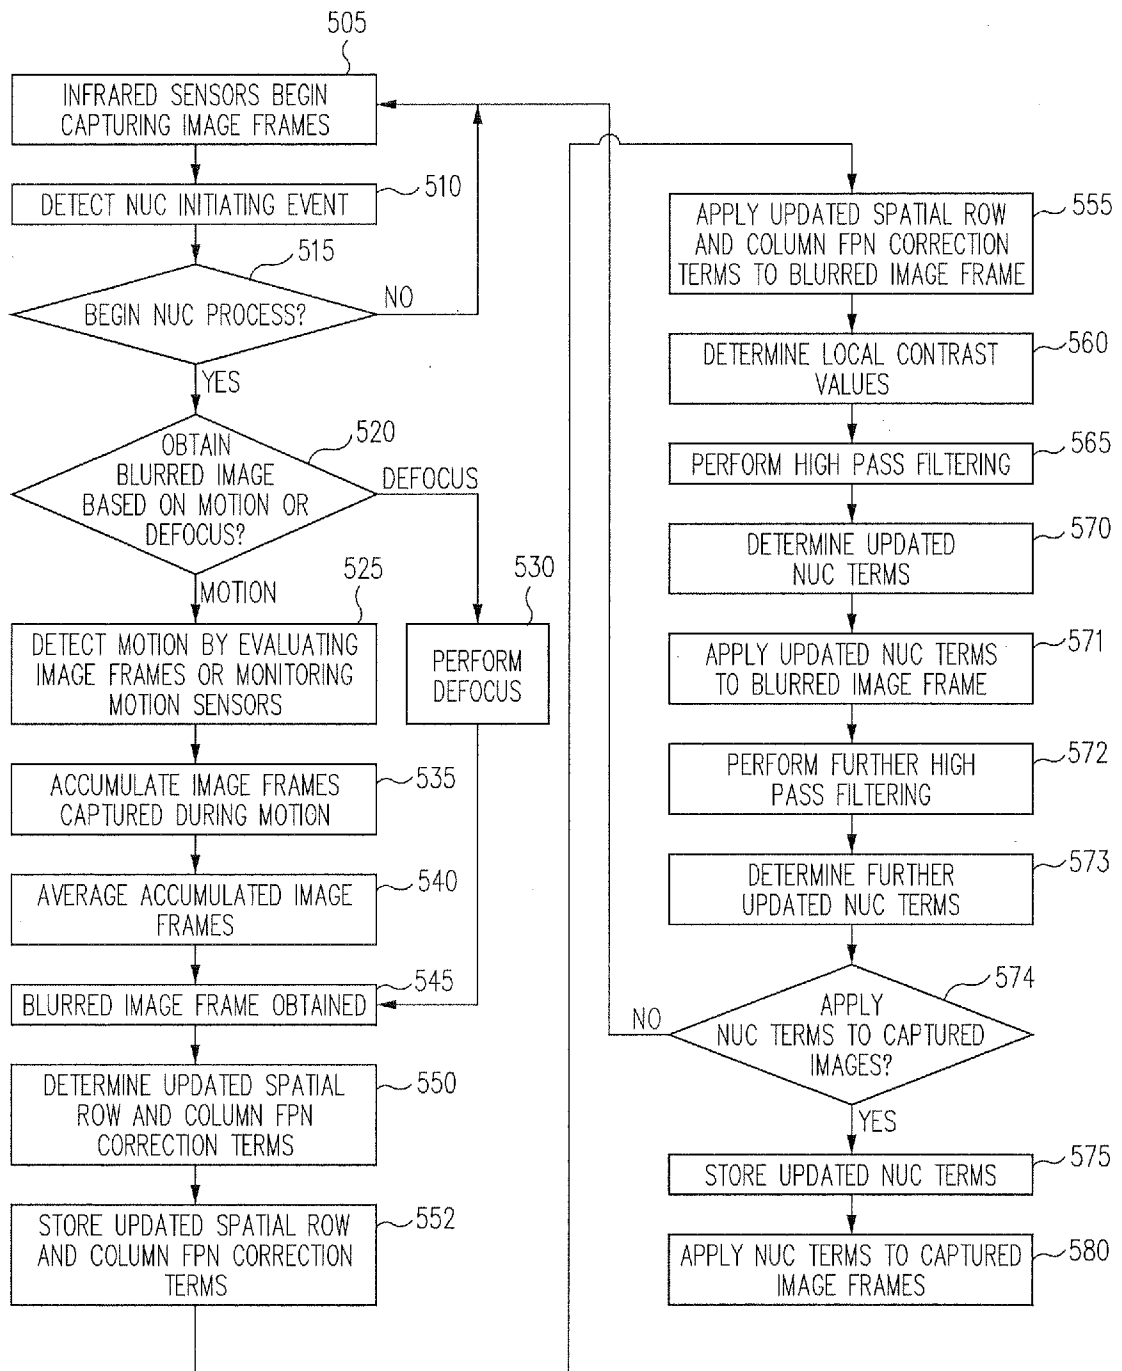 505
INFRARED SENSORS BEGIN
CAPTURING IMAGE FRAMES
510
DETECT NUC INITIATING EVENT
515
BEGIN NUC PROCESS?
NO
YES
520
OBTAIN
BLURRED IMAGE
BASED ON MOTION OR
DEFOCUS?
DEFOCUS
MOTION
525
DETECT MOTION BY EVALUATING
IMAGE FRAMES OR MONITORING
MOTION SENSORS
530
PERFORM
DEFOCUS
535
ACCUMULATE IMAGE FRAMES
CAPTURED DURING MOTION
540
AVERAGE ACCUMULATED IMAGE
FRAMES
545
BLURRED IMAGE FRAME OBTAINED
550
DETERMINE UPDATED SPATIAL
ROW AND COLUMN FPN
CORRECTION TERMS
552
STORE UPDATED SPATIAL ROW
AND COLUMN FPN CORRECTION
TERMS
555
APPLY UPDATED SPATIAL ROW
AND COLUMN FPN CORRECTION
TERMS TO BLURRED IMAGE FRAME
560
DETERMINE LOCAL CONTRAST
VALUES
565
PERFORM HIGH PASS FILTERING
570
DETERMINE UPDATED
NUC TERMS
571
APPLY UPDATED NUC TERMS
TO BLURRED IMAGE FRAME
572
PERFORM FURTHER HIGH
PASS FILTERING
573
DETERMINE FURTHER
UPDATED NUC TERMS
574
APPLY
NUC TERMS TO CAPTURED
IMAGES?
NO
YES
575
STORE UPDATED NUC TERMS
580
APPLY NUC TERMS TO CAPTURED
IMAGE FRAMES